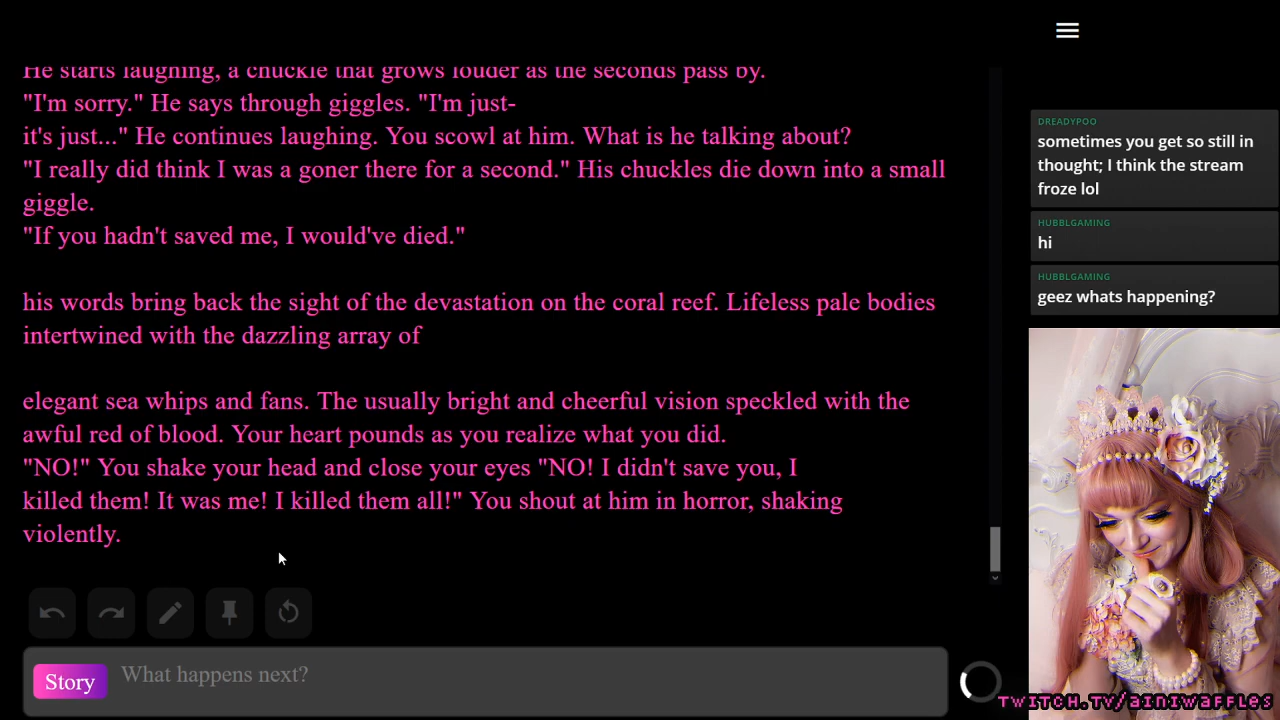 He starts laughing, a chuckle that grows louder as the seconds pass by.
"I'm sorry." He says through giggles. "I'm just-
it's just..." He continues laughing. You scowl at him. What is he talking about?
"I really did think I was a goner there for a second." His chuckles die down into a small
giggle.
"If you hadn't saved me, I would've died."
his words bring back the sight of the devastation on the coral reef. Lifeless pale bodies
intertwined with the dazzling array of
elegant sea whips and fans. The usually bright and cheerful vision speckled with the
awful red of blood. Your heart pounds as you realize what you did.
"NO!" You shake your head and close your eyes "NO! I didn't save you, I
killed them! It was me! I killed them all!" You shout at him in horror, shaking
violently.
Story
What happens next?
DREADYPOO
sometimes you get so still in
thought; I think the stream
froze lol
HUBBLGAMING
hi
HUBBLGAMING
geez whats happening?
TWITCH.TV/AINIWAFFLES